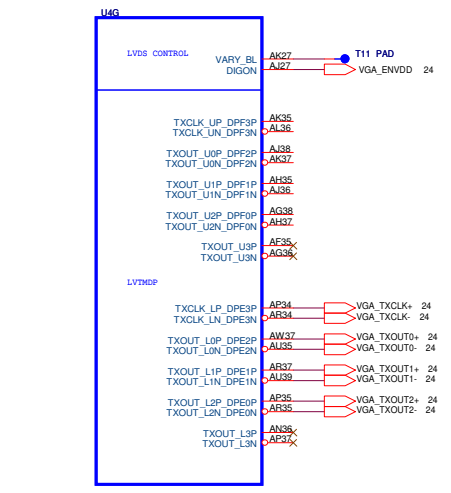 U4G
LVDS CONTROL
VARY_BL AK27 T11 PAD
DIGON AJ27 VGA_ENVDD 24
TXCLK_UP_DPF3P AK35
TXCLK_UN_DPF3N AL36
TXOUT_U0P_DPF2P AJ38
TXOUT_U0N_DPF2N AK37
TXOUT_U1P_DPF1P AH35
TXOUT_U1N_DPF1N AJ36
TXOUT_U2P_DPF0P AG38
TXOUT_U2N_DPF0N AH37
TXOUT_U3P AF35
TXOUT_U3N AG36
LVTMDP
TXCLK_LP_DPE3P AP34 VGA_TXCLK+ 24
TXCLK_LN_DPE3N AR34 VGA_TXCLK- 24
TXOUT_L0P_DPE2P AW37 VGA_TXOUT0+ 24
TXOUT_L0N_DPE2N AU35 VGA_TXOUT0- 24
TXOUT_L1P_DPE1P AR37 VGA_TXOUT1+ 24
TXOUT_L1N_DPE1N AU39 VGA_TXOUT1- 24
TXOUT_L2P_DPE0P AP35 VGA_TXOUT2+ 24
TXOUT_L2N_DPE0N AR35 VGA_TXOUT2- 24
TXOUT_L3P AN36
TXOUT_L3N AP37